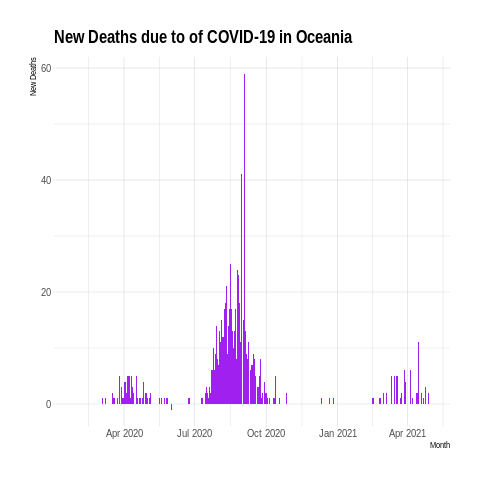 New Deaths due to of COVID-19 in Oceania
New Deaths
60
40
20
0
Apr 2020 Jul 2020 Oct 2020 Jan 2021 Apr 2021
Month